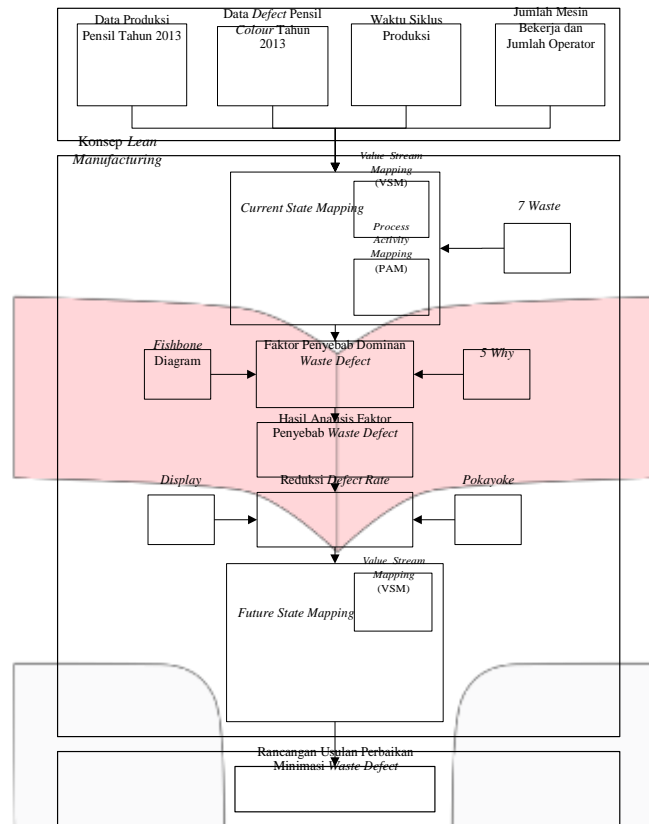 Data Produksi
Pensil Tahun 2013
Data Defect Pensil
Colour Tahun
2013
Waktu Siklus
Produksi
Jumlah Mesin
Bekerja dan
Jumlah Operator
Konsep Lean
Manufacturing
Value Stream
Mapping
(VSM)
Current State Mapping
Process
Activity
Mapping
(PAM)
7 Waste
Fishbone
Diagram
Faktor Penyebab Dominan
Waste Defect
5 Why
Hasil Analisis Faktor
Penyebab Waste Defect
Display
Reduksi Defect Rate
Pokayoke
Value Stream
Mapping
(VSM)
Future State Mapping
Rancangan Usulan Perbaikan
Minimasi Waste Defect